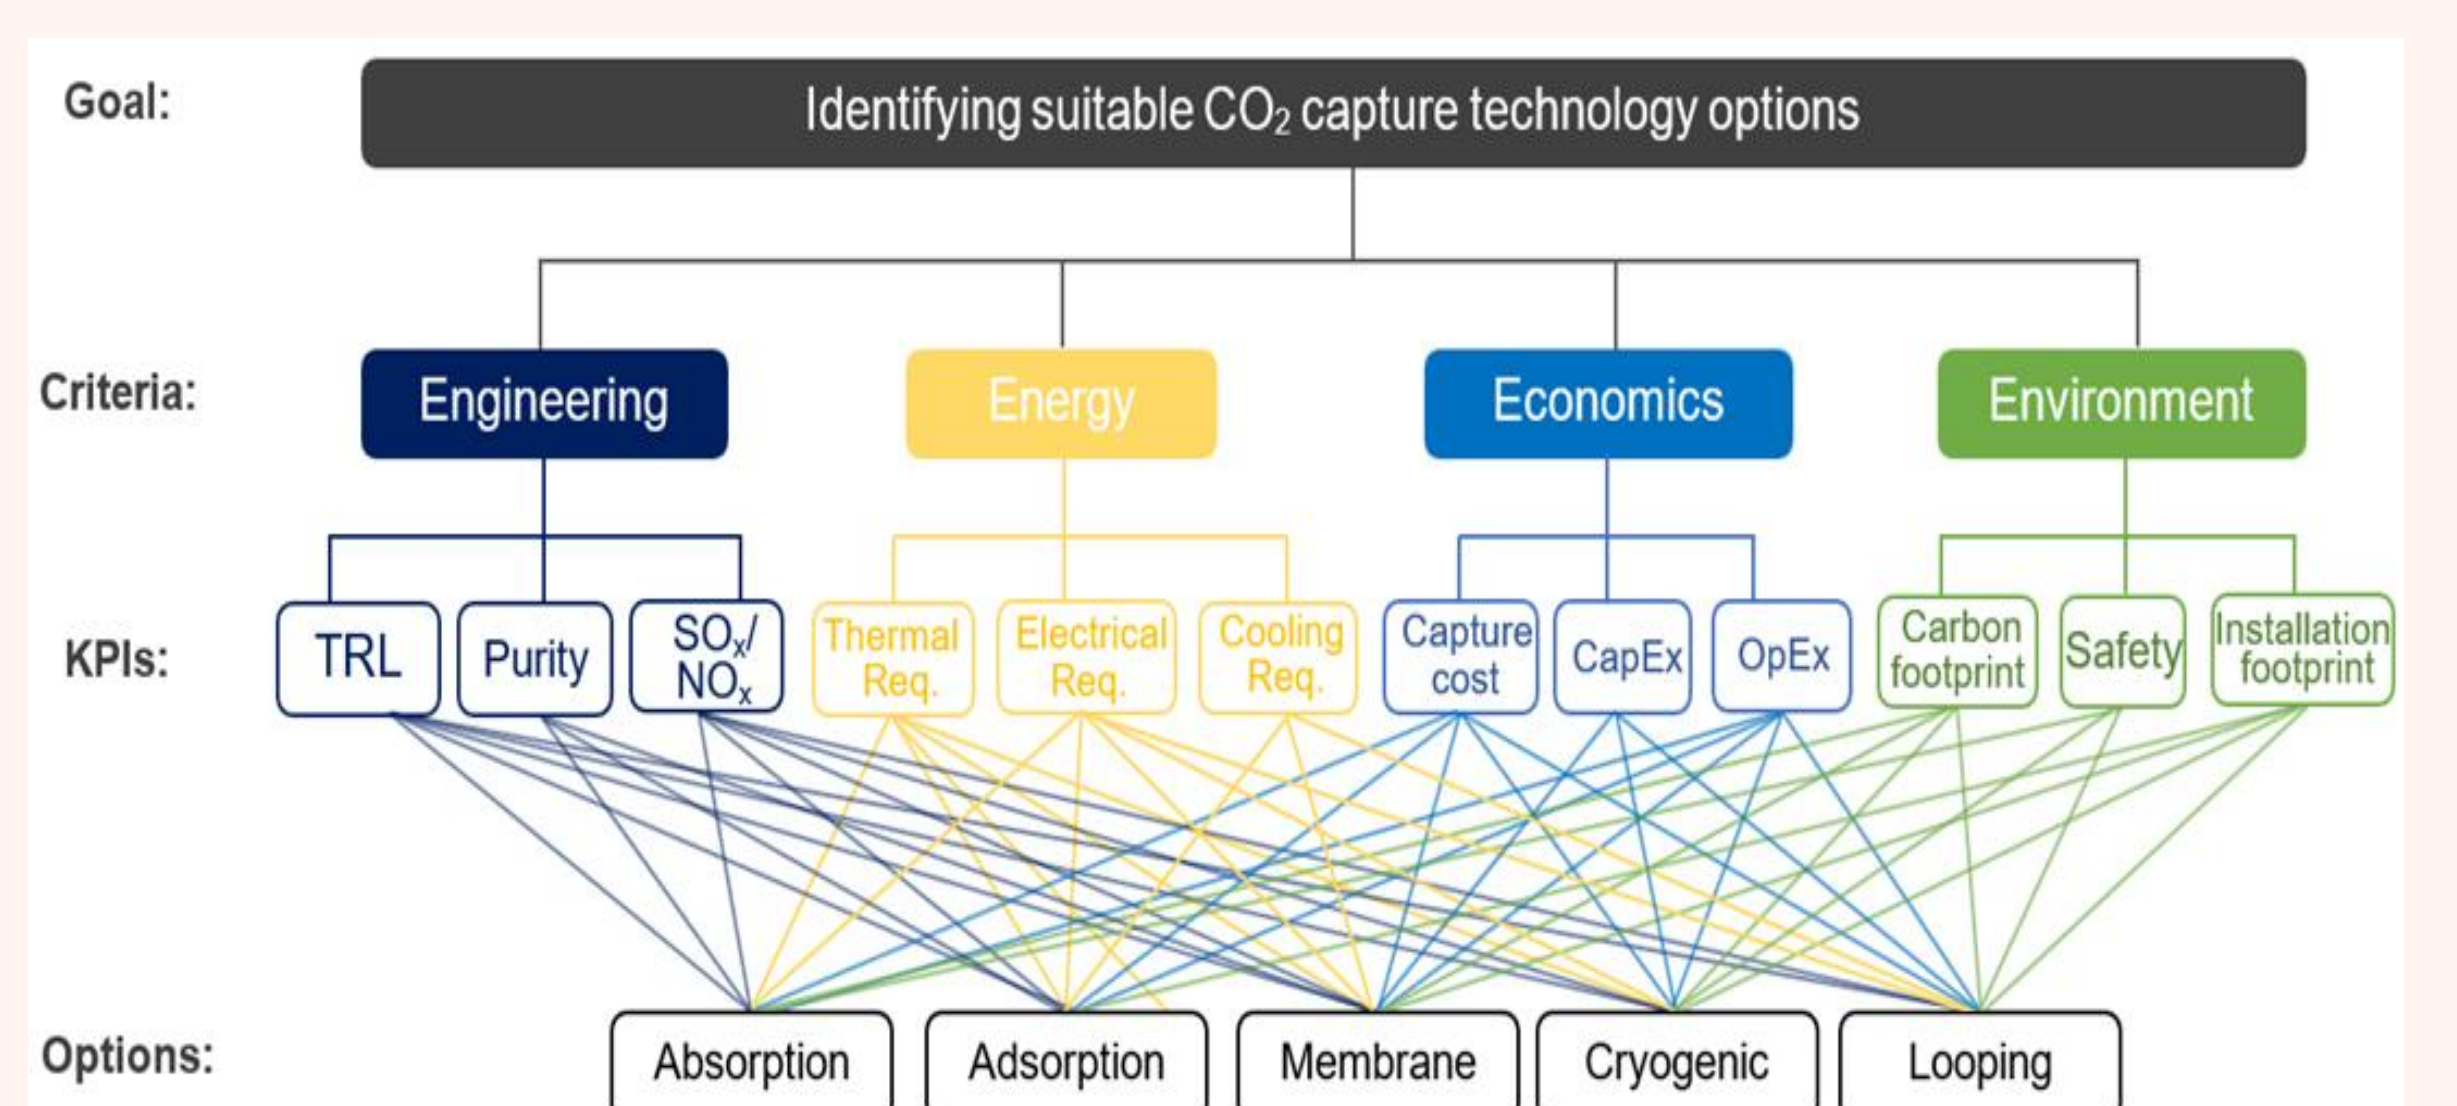 Goal:
Identifying suitable CO₂ capture technology options
Criteria:
Engineering
Energy
Economics
Environment
KPIs:
TRL
Purity
SOₓ/
NOₓ
Thermal
Req.
Electrical
Req.
Cooling
Req.
Capture
cost
CapEx
OpEx
Carbon
footprint
Safety
Installation
footprint
Options:
Absorption
Adsorption
Membrane
Cryogenic
Looping